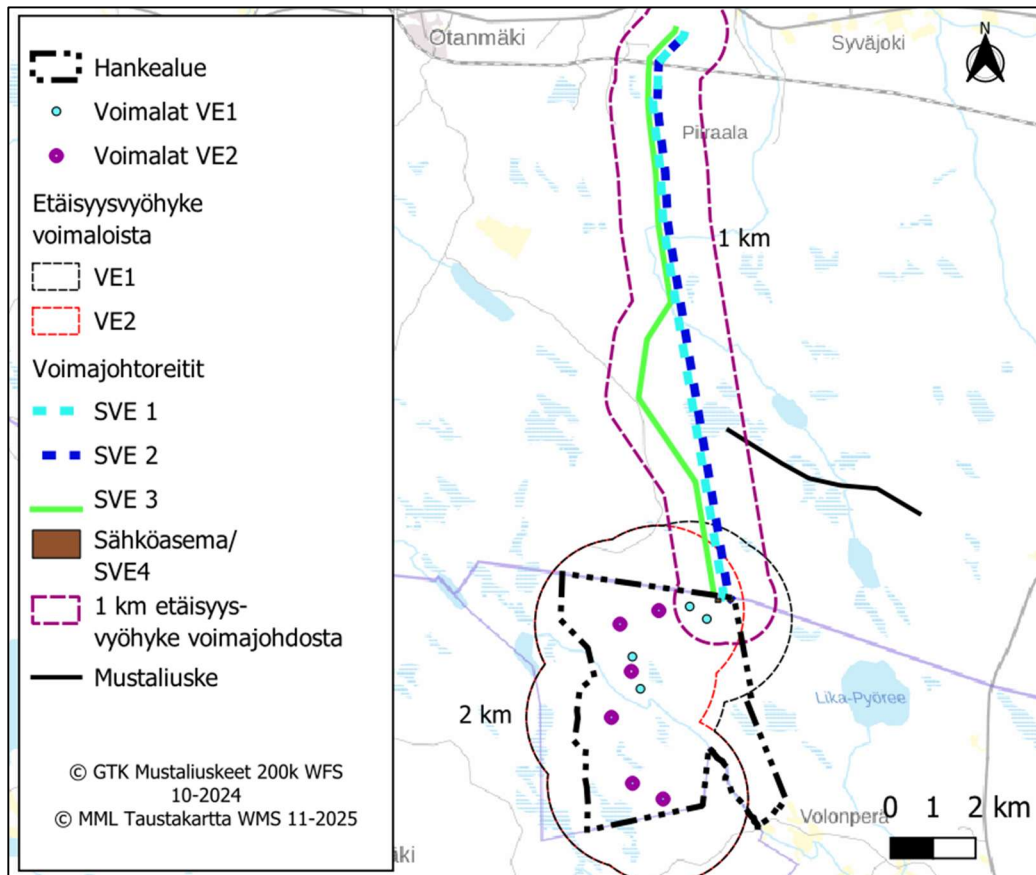 Hankealue
Voimalat VE1
Voimalat VE2
Etäisyysvyöhyke
voimaloista
VE1
VE2
Voimajohtoreitit
SVE 1
SVE 2
SVE 3
Sähköasema/
SVE4
1 km etäisyys-
vyöhyke voimajohdosta
Mustaliuske
© GTK Mustaliuskeet 200k WFS
10-2024
© MML Taustakartta WMS 11-2025
Otanmäki
Syväjoki
N
Piiraala
1 km
Lika-Pyöree
2 km
Volonperä
0 1 2 km
äki